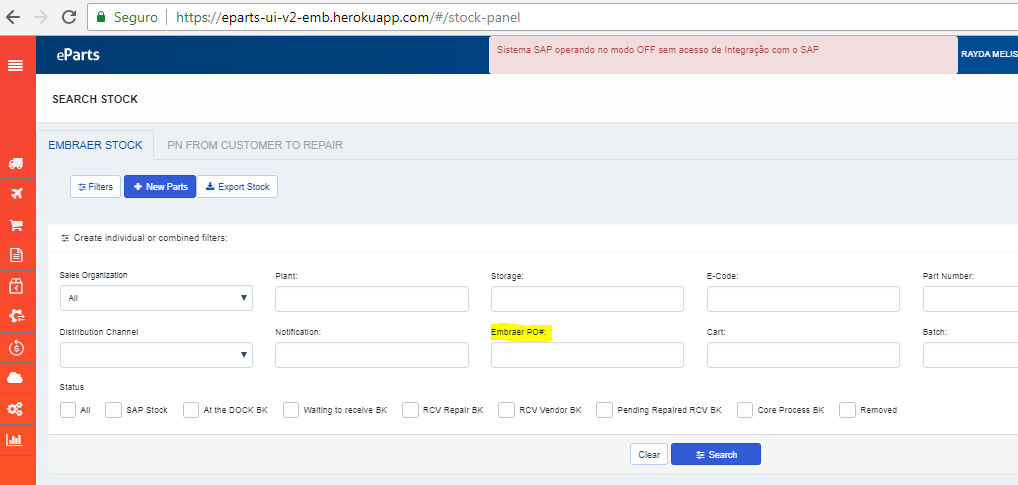 Seguro https://eparts-ui-v2-emb.herokuapp.com/#/stock-panel
eParts
Sistema SAP operando no modo OFF sem acesso de Integração com o SAP
RAYDA MELIS
SEARCH STOCK
EMBRAER STOCK PN FROM CUSTOMER TO REPAIR
Filters New Parts Export Stock
Create individual or combined filters:
Sales Organization Plant: Storage: E-Code: Part Number:
All
Distribution Channel Notification: Embraer PO#: Cart: Batch:
Status
All SAP Stock At the DOCK BK Waiting to receive BK RCV Repair BK RCV Vendor BK Pending Repaired RCV BK Core Process BK Removed
Clear Search